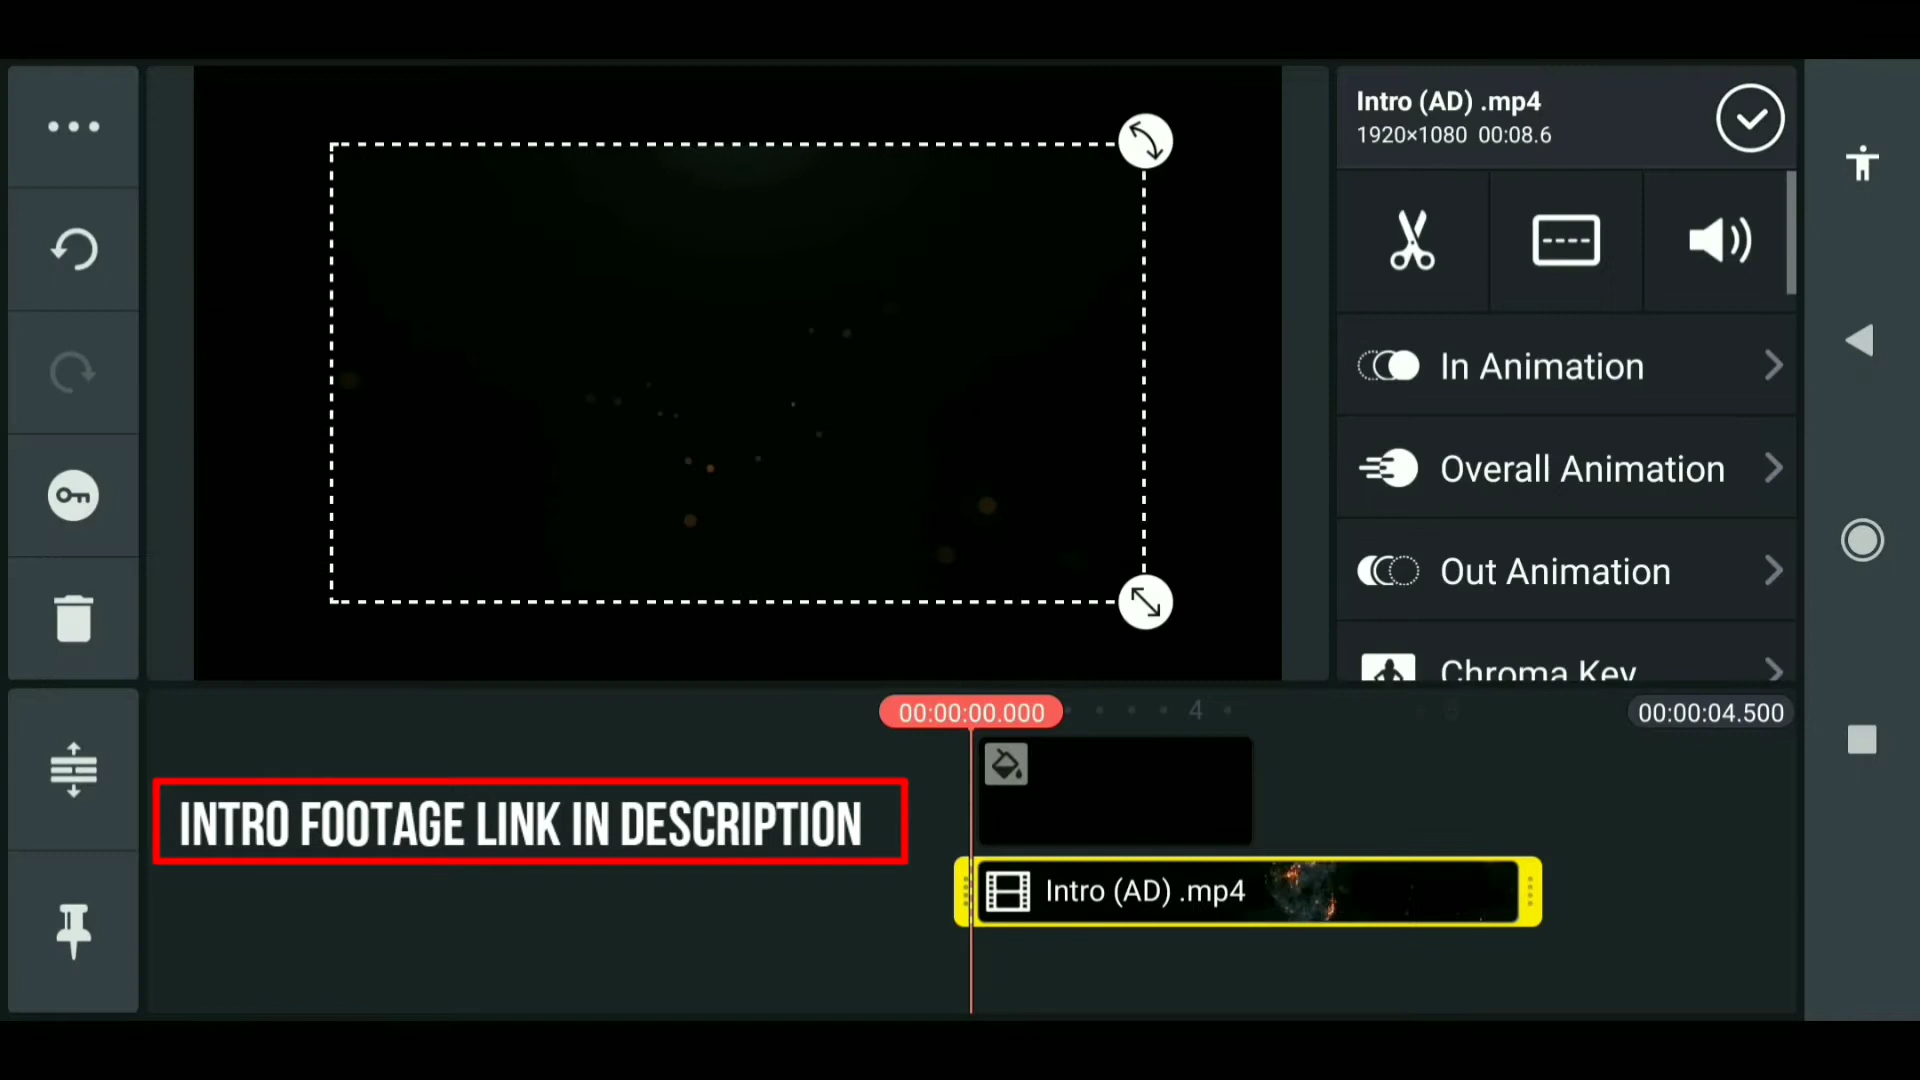 Intro (AD) .mp4
1920×1080 00:08.6
In Animation
Overall Animation
Out Animation
Chroma Key
00:00:00.000
4
00:00:04.500
INTRO FOOTAGE LINK IN DESCRIPTION
Intro (AD) .mp4